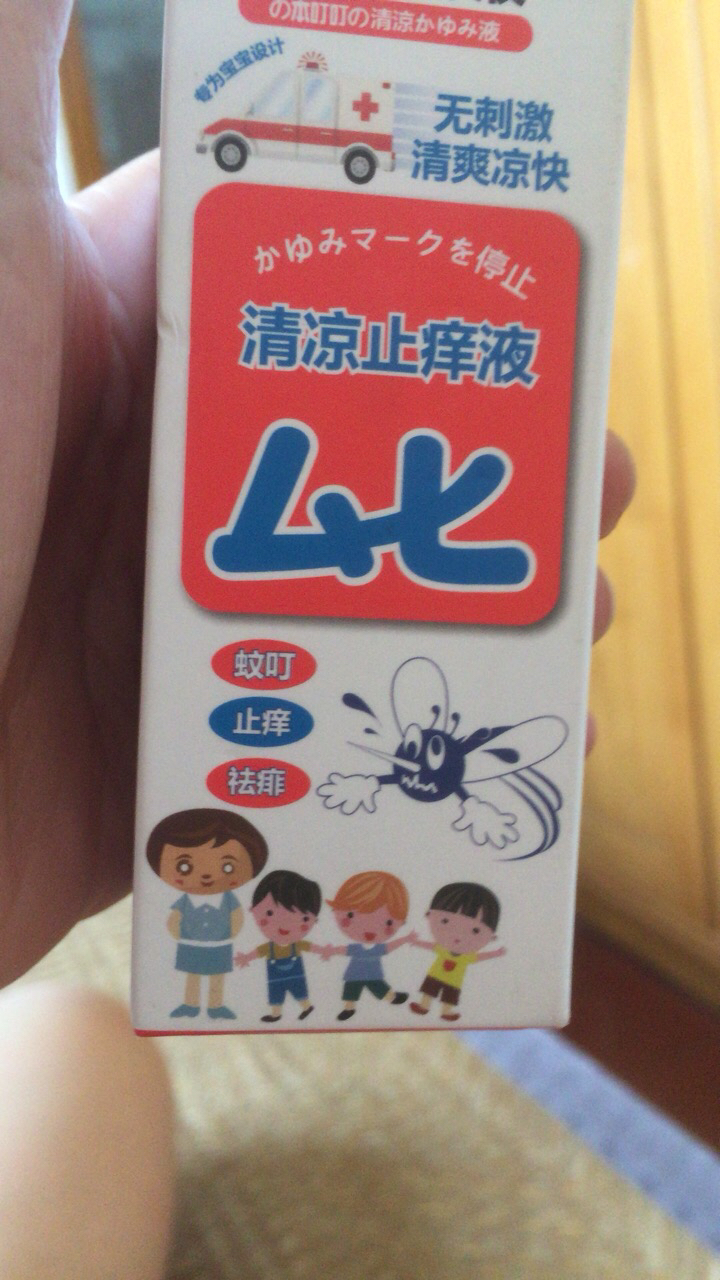 の本叮叮の清凉かゆみ液
专为宝宝设计
无刺激
清爽凉快
かゆみマークを停止
清凉止痒液
ムヒ
蚊叮
止痒
祛痱